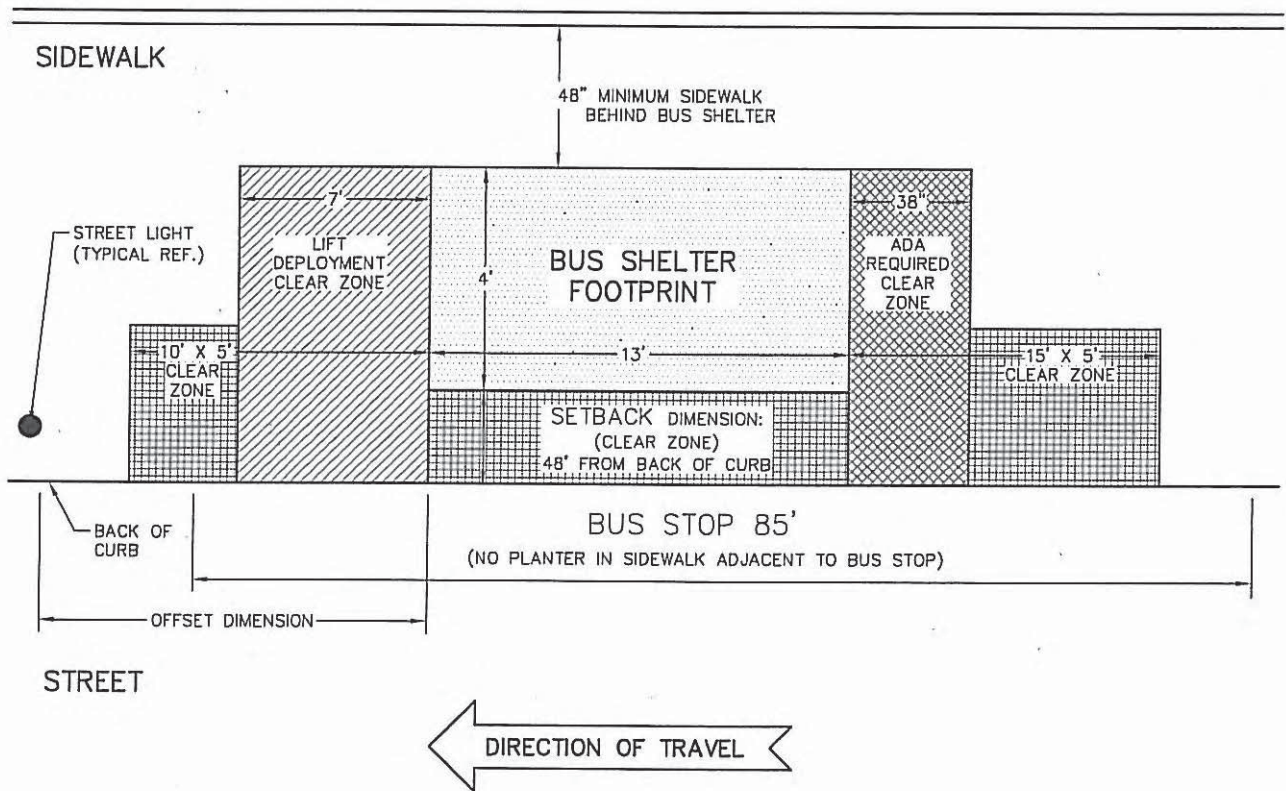 SIDEWALK
48" MINIMUM SIDEWALK
BEHIND BUS SHELTER
STREET LIGHT
(TYPICAL REF.)
7'
LIFT
DEPLOYMENT
CLEAR ZONE
4'
BUS SHELTER
FOOTPRINT
38"
ADA
REQUIRED
CLEAR
ZONE
10' X 5'
CLEAR
ZONE
13'
15' X 5'
CLEAR ZONE
SETBACK DIMENSION:
(CLEAR ZONE)
48' FROM BACK OF CURB
BACK OF
CURB
BUS STOP 85'
(NO PLANTER IN SIDEWALK ADJACENT TO BUS STOP)
OFFSET DIMENSION
STREET
DIRECTION OF TRAVEL